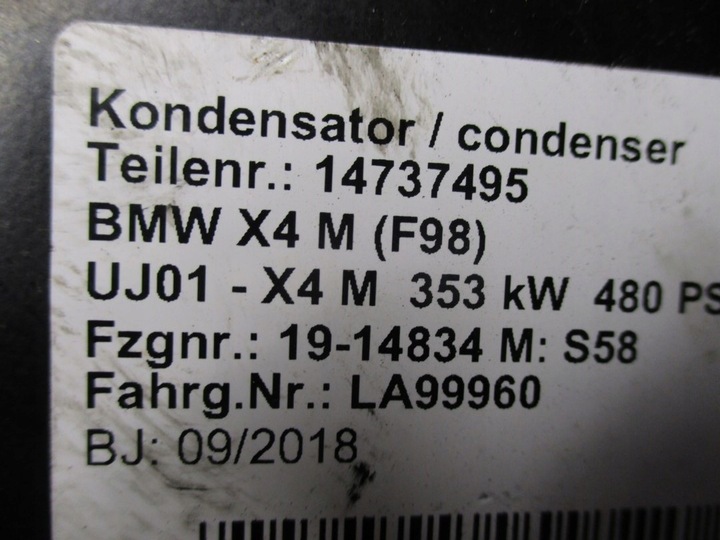 Kondensator / condenser
Teilenr.: 14737495
BMW X4 M (F98)
UJ01 - X4 M 353 kW 480 PS
Fzgnr.: 19-14834 M: S58
Fahrg.Nr.: LA99960
BJ: 09/2018